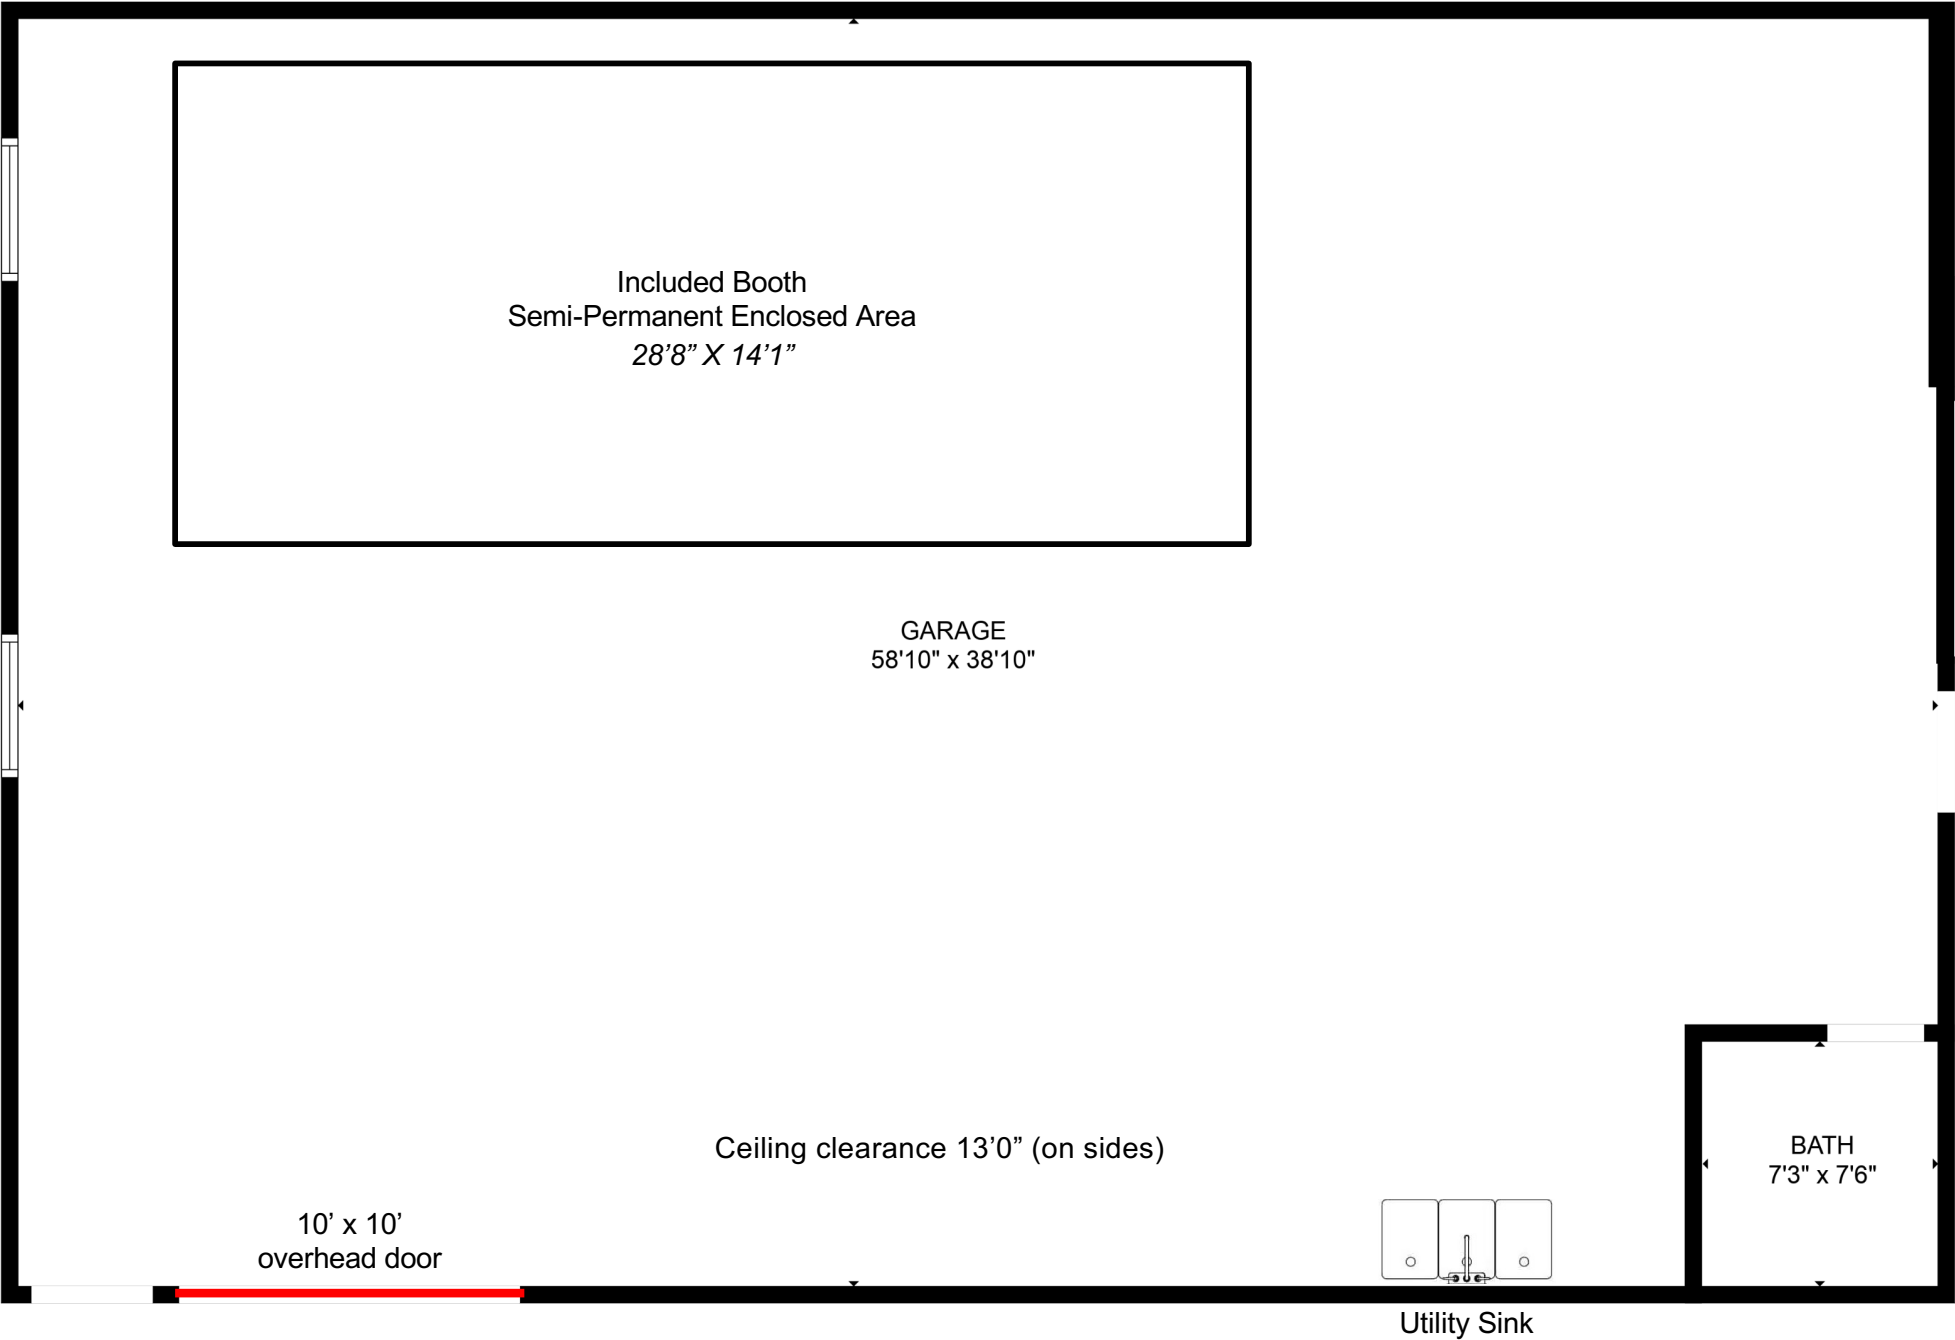 Included Booth
Semi-Permanent Enclosed Area
28’8” X 14’1”
GARAGE
58'10" x 38'10"
Ceiling clearance 13’0” (on sides)
BATH
7'3" x 7'6"
10’ x 10’
overhead door
Utility Sink